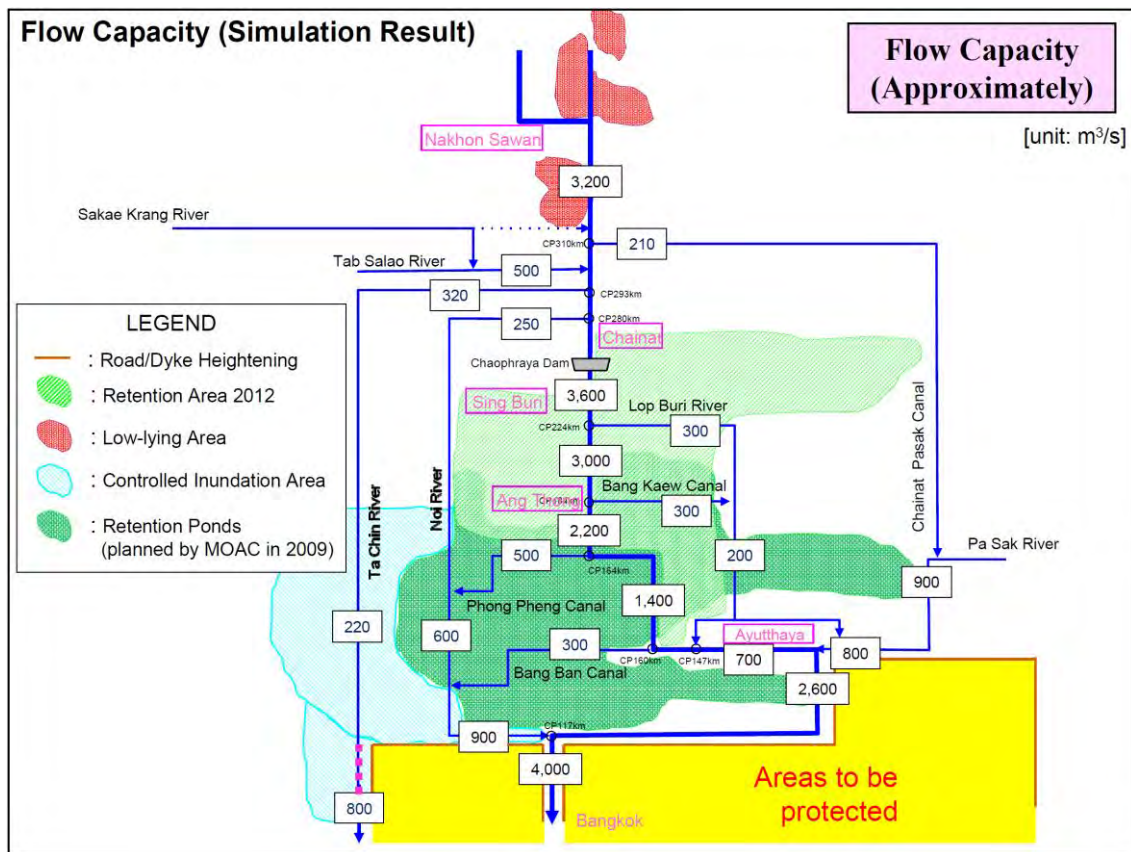 Flow Capacity (Simulation Result)
Flow Capacity
(Approximately)
[unit: m³/s]
Nakhon Sawan
3,200
Sakae Krang River
CP310km
210
Tab Salao River
500
320
CP293km
250
CP280km
Chainat
Chaophraya Dam
LEGEND
: Road/Dyke Heightening
: Retention Area 2012
: Low-lying Area
: Controlled Inundation Area
: Retention Ponds
(planned by MOAC in 2009)
3,600
Sing Buri
Lop Buri River
CP224km
300
Chainat Pasak Canal
3,000
Bang Kaew Canal
Ang Thong
300
Noi River
Ta Chin River
2,200
500
CP164km
200
Pa Sak River
900
Phong Pheng Canal
1,400
220
600
300
Ayutthaya
CP160km
CP147km
700
800
Bang Ban Canal
2,600
900
CP117km
4,000
Areas to be
protected
800
Bangkok